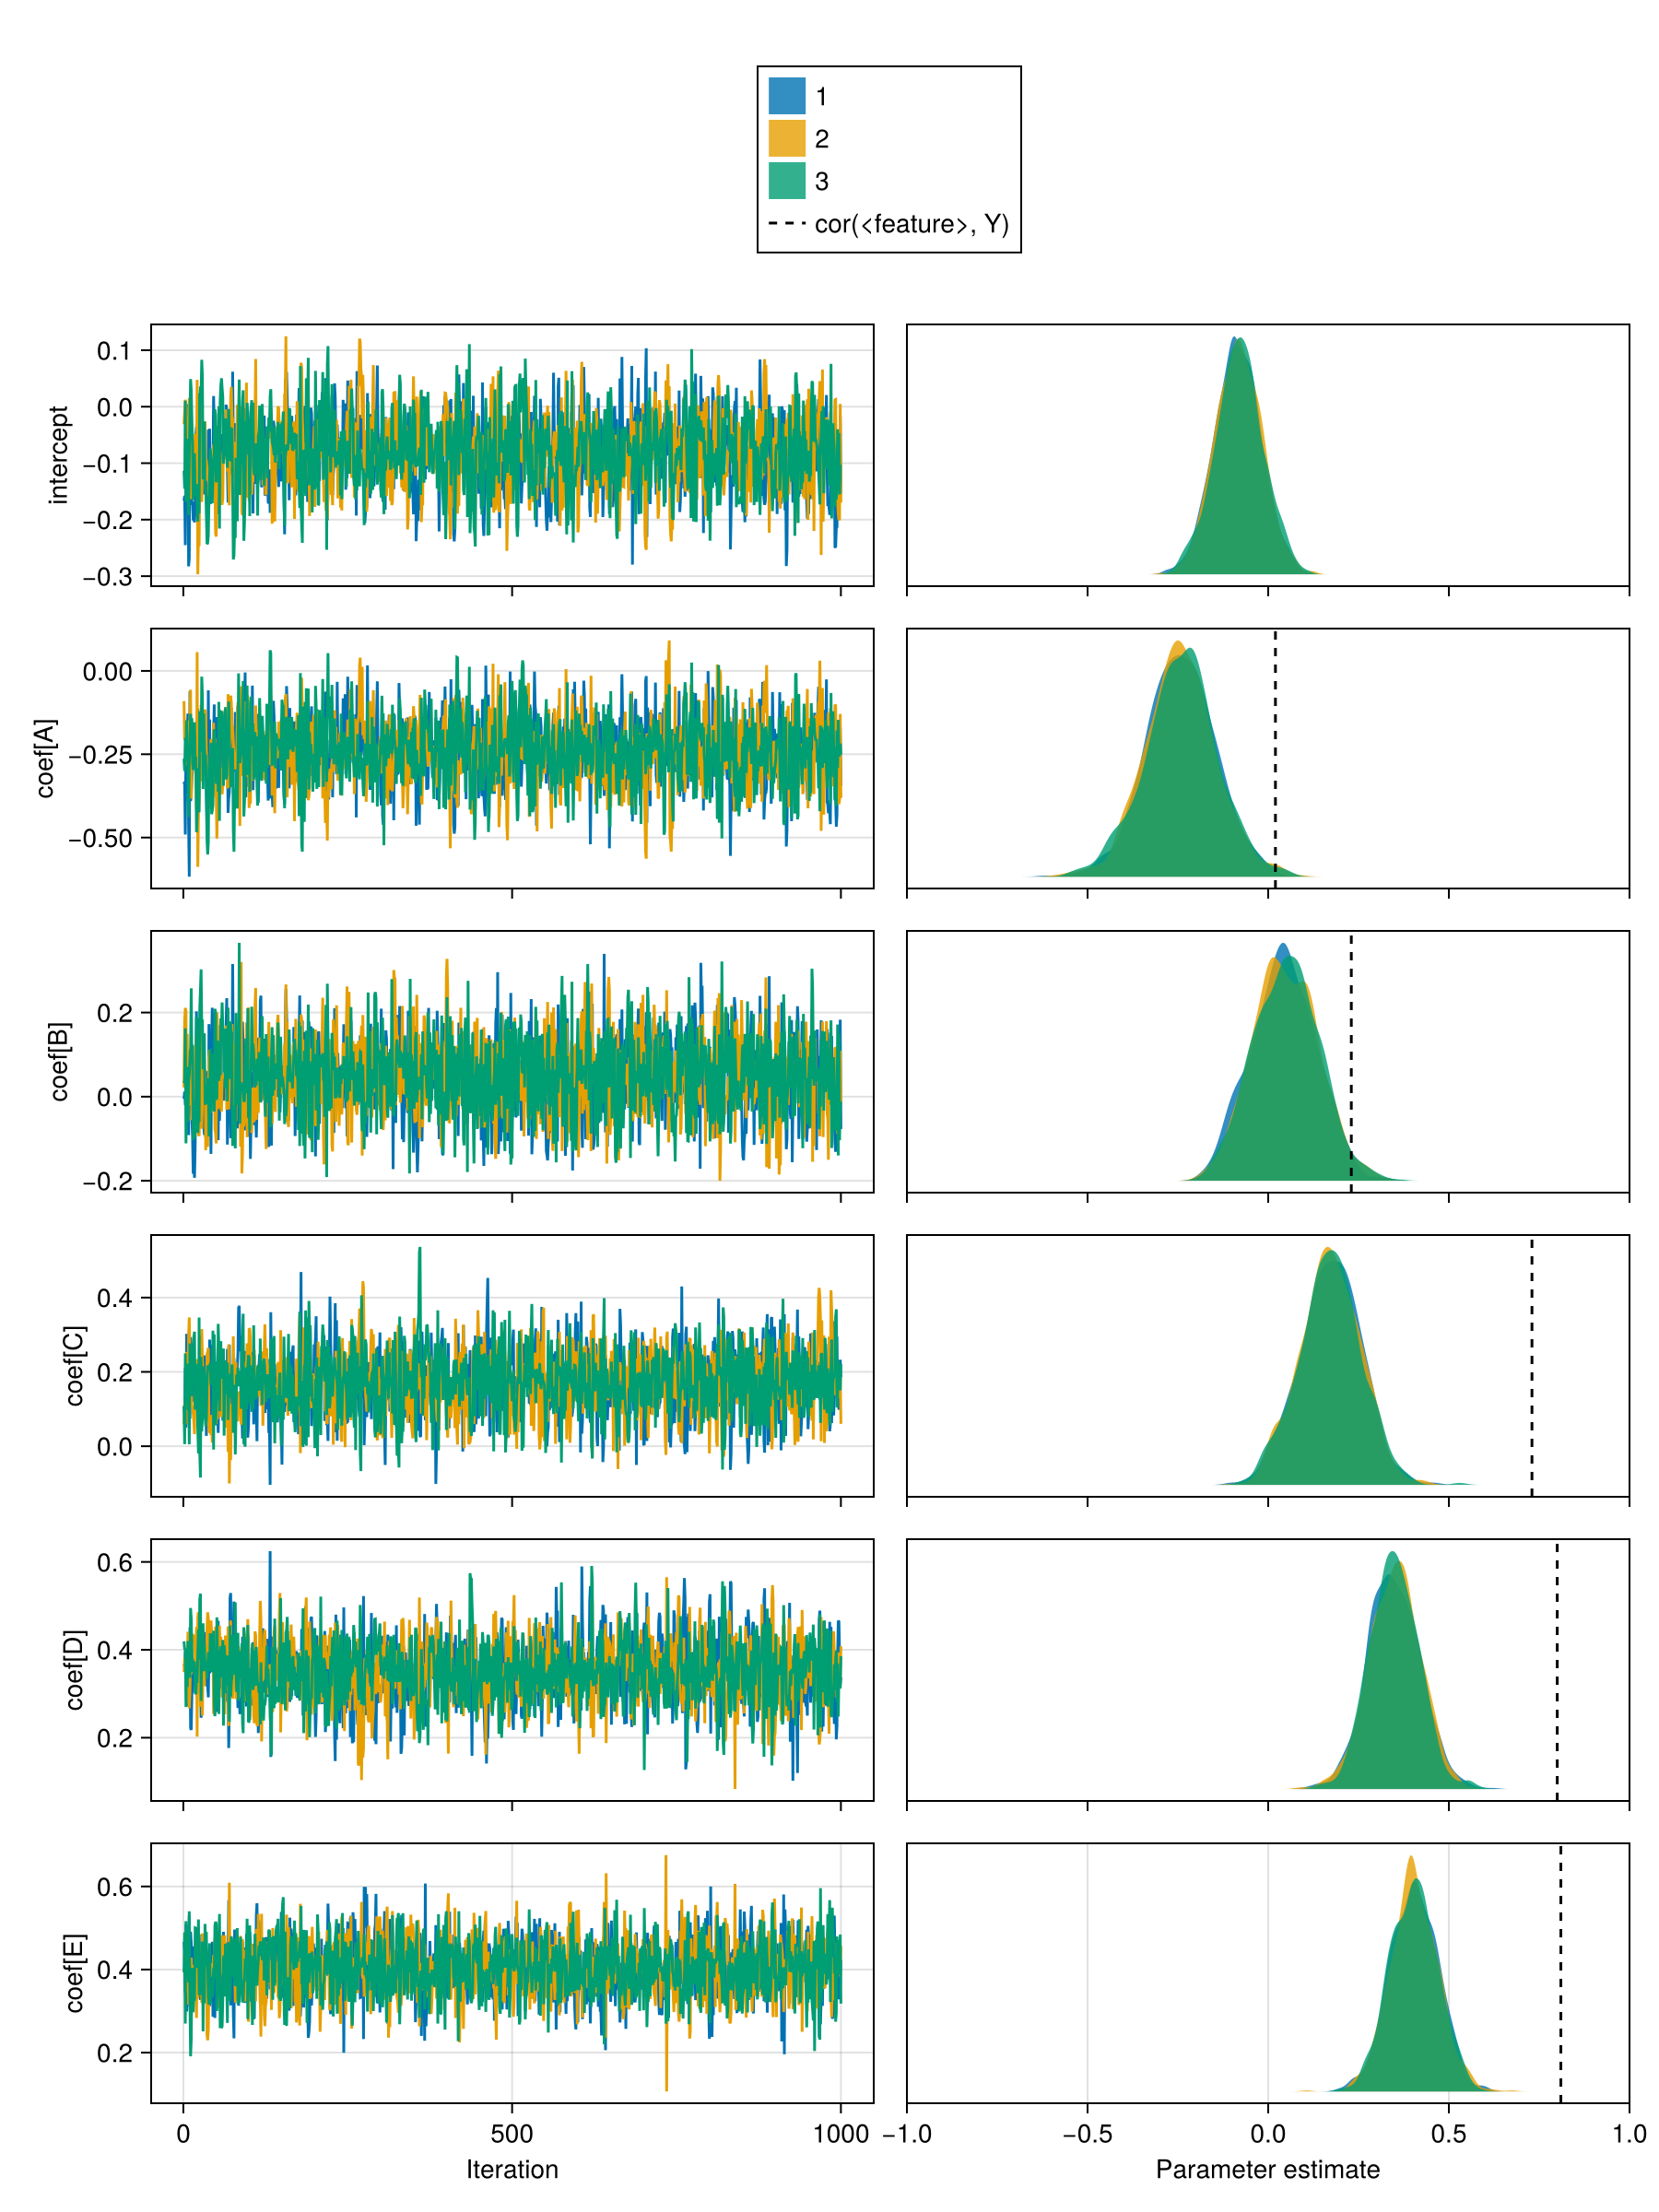 1
2
3
cor(<feature>, Y)
intercept
0.1
0.0
−0.1
−0.2
−0.3
coef[A]
0.00
−0.25
−0.50
coef[B]
0.2
0.0
−0.2
coef[C]
0.4
0.2
0.0
coef[D]
0.6
0.4
0.2
coef[E]
0.6
0.4
0.2
0 500 1000
Iteration
−1.0 −0.5 0.0 0.5 1.0
Parameter estimate